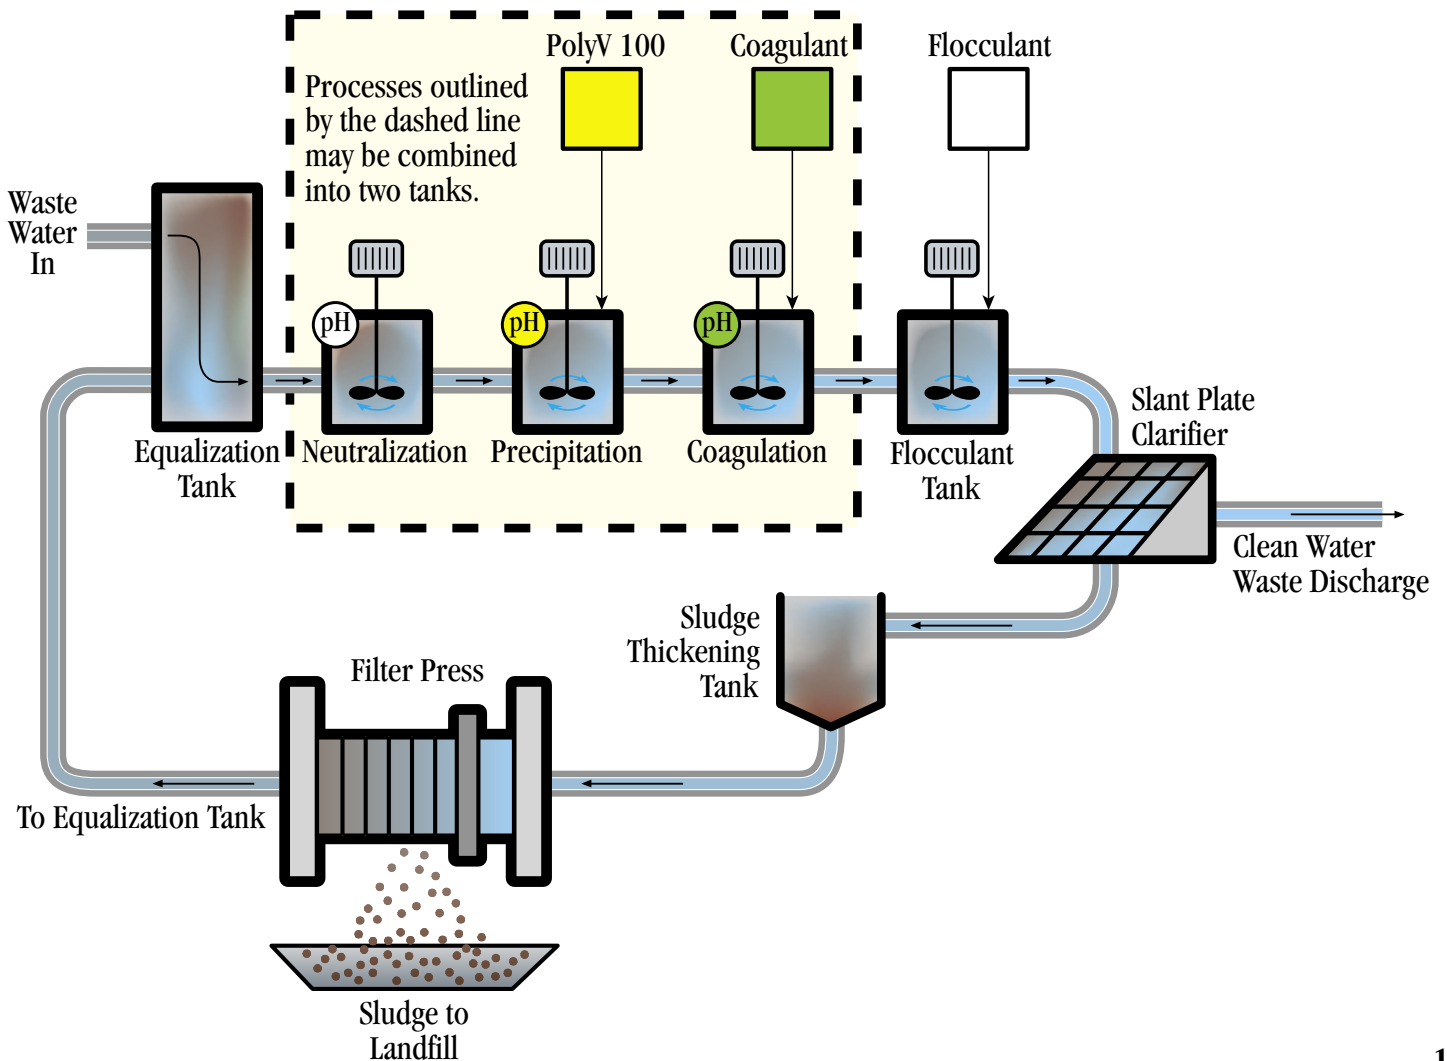 PolyV 100
Coagulant
Flocculant
Processes outlined
by the dashed line
may be combined
into two tanks.
Waste
Water
In
pH
pH
pH
Equalization
Tank
Neutralization
Precipitation
Coagulation
Flocculant
Tank
Slant Plate
Clarifier
Clean Water
Waste Discharge
Sludge
Thickening
Tank
Filter Press
To Equalization Tank
Sludge to
Landfill
1